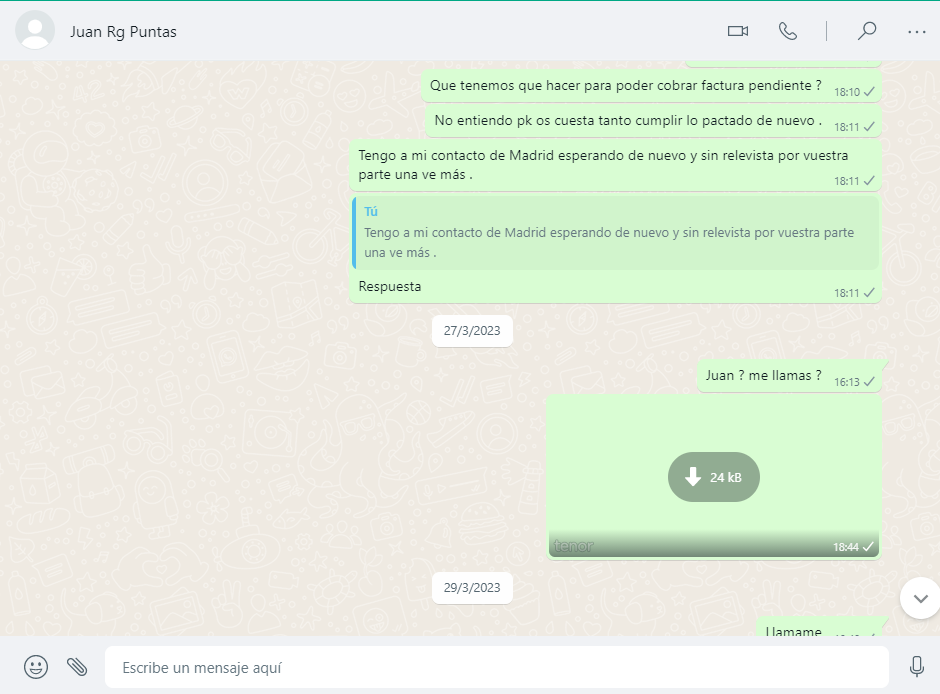 Juan Rg Puntas
Que tenemos que hacer para poder cobrar factura pendiente ? 18:10
No entiendo pk os cuesta tanto cumplir lo pactado de nuevo . 18:11
Tengo a mi contacto de Madrid esperando de nuevo y sin relevista por vuestra
parte una ve más . 18:11
Tú
Tengo a mi contacto de Madrid esperando de nuevo y sin relevista por vuestra parte
una ve más .
Respuesta 18:11
27/3/2023
Juan ? me llamas ? 16:13
24 kB
tenor 18:44
29/3/2023
Llamame
Escribe un mensaje aquí